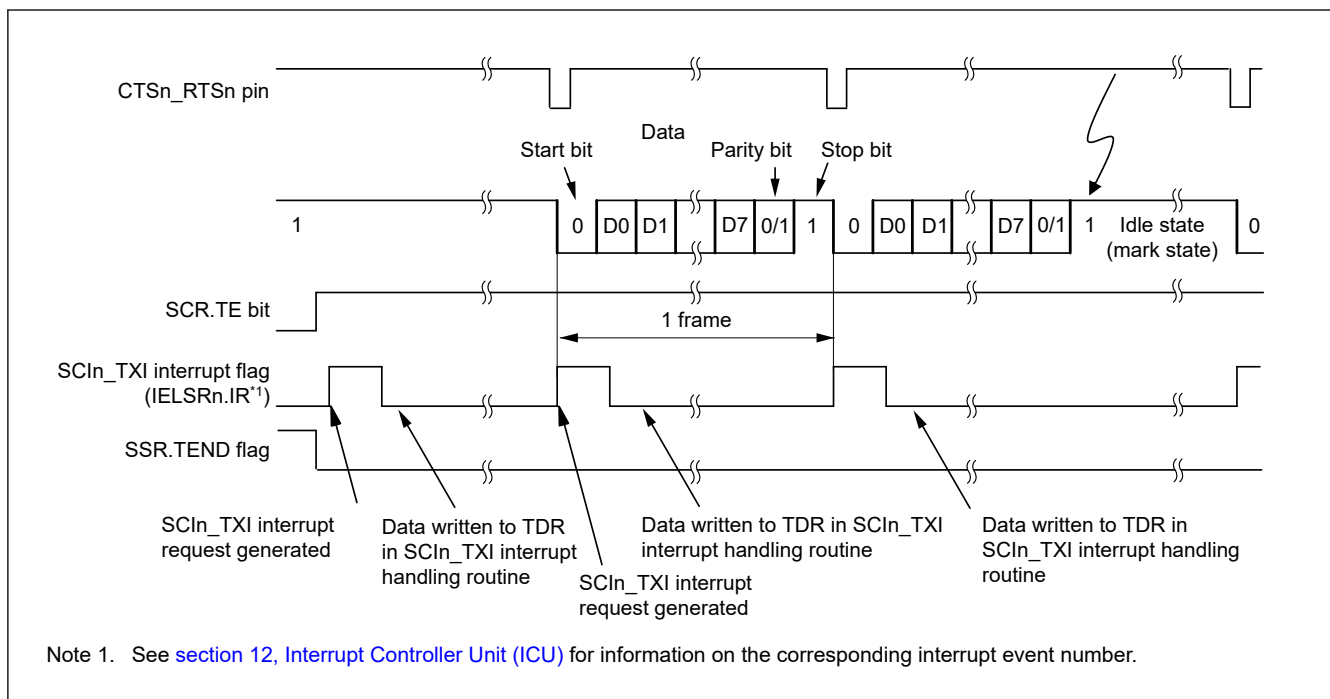 CTSn_RTSn pin
Data
Start bit
Parity bit
Stop bit
1
0
D0
D1
D7
0/1
1
0
D0
D1
D7
0/1
1
Idle state
(mark state)
0
SCR.TE bit
1 frame
SCIn_TXI interrupt flag
(IELSRn.IR*1)
SSR.TEND flag
SCIn_TXI interrupt
request generated
Data written to TDR
in SCIn_TXI interrupt
handling routine
SCIn_TXI interrupt
request generated
Data written to TDR in SCIn_TXI
interrupt handling routine
Data written to TDR in
SCIn_TXI interrupt handling
routine
Note 1. See section 12, Interrupt Controller Unit (ICU) for information on the corresponding interrupt event number.